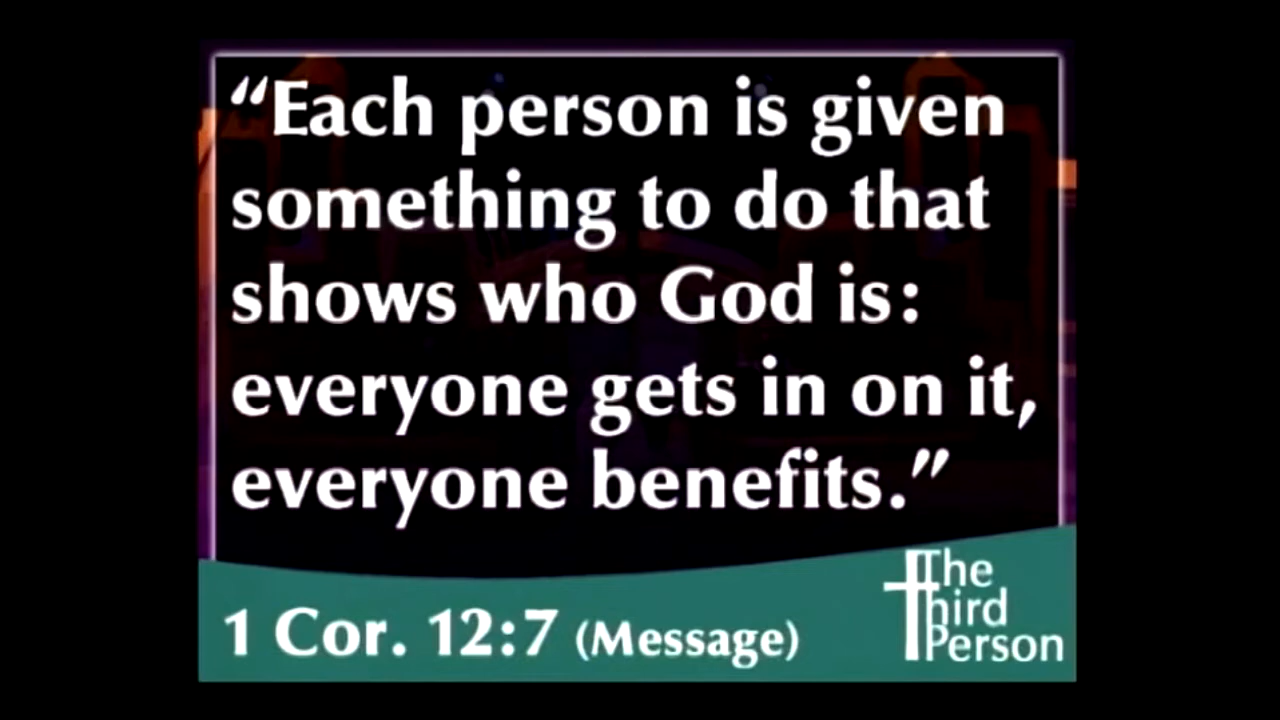 “Each person is given
something to do that
shows who God is:
everyone gets in on it,
everyone benefits.”
1 Cor. 12:7 (Message)
The
Third
Person